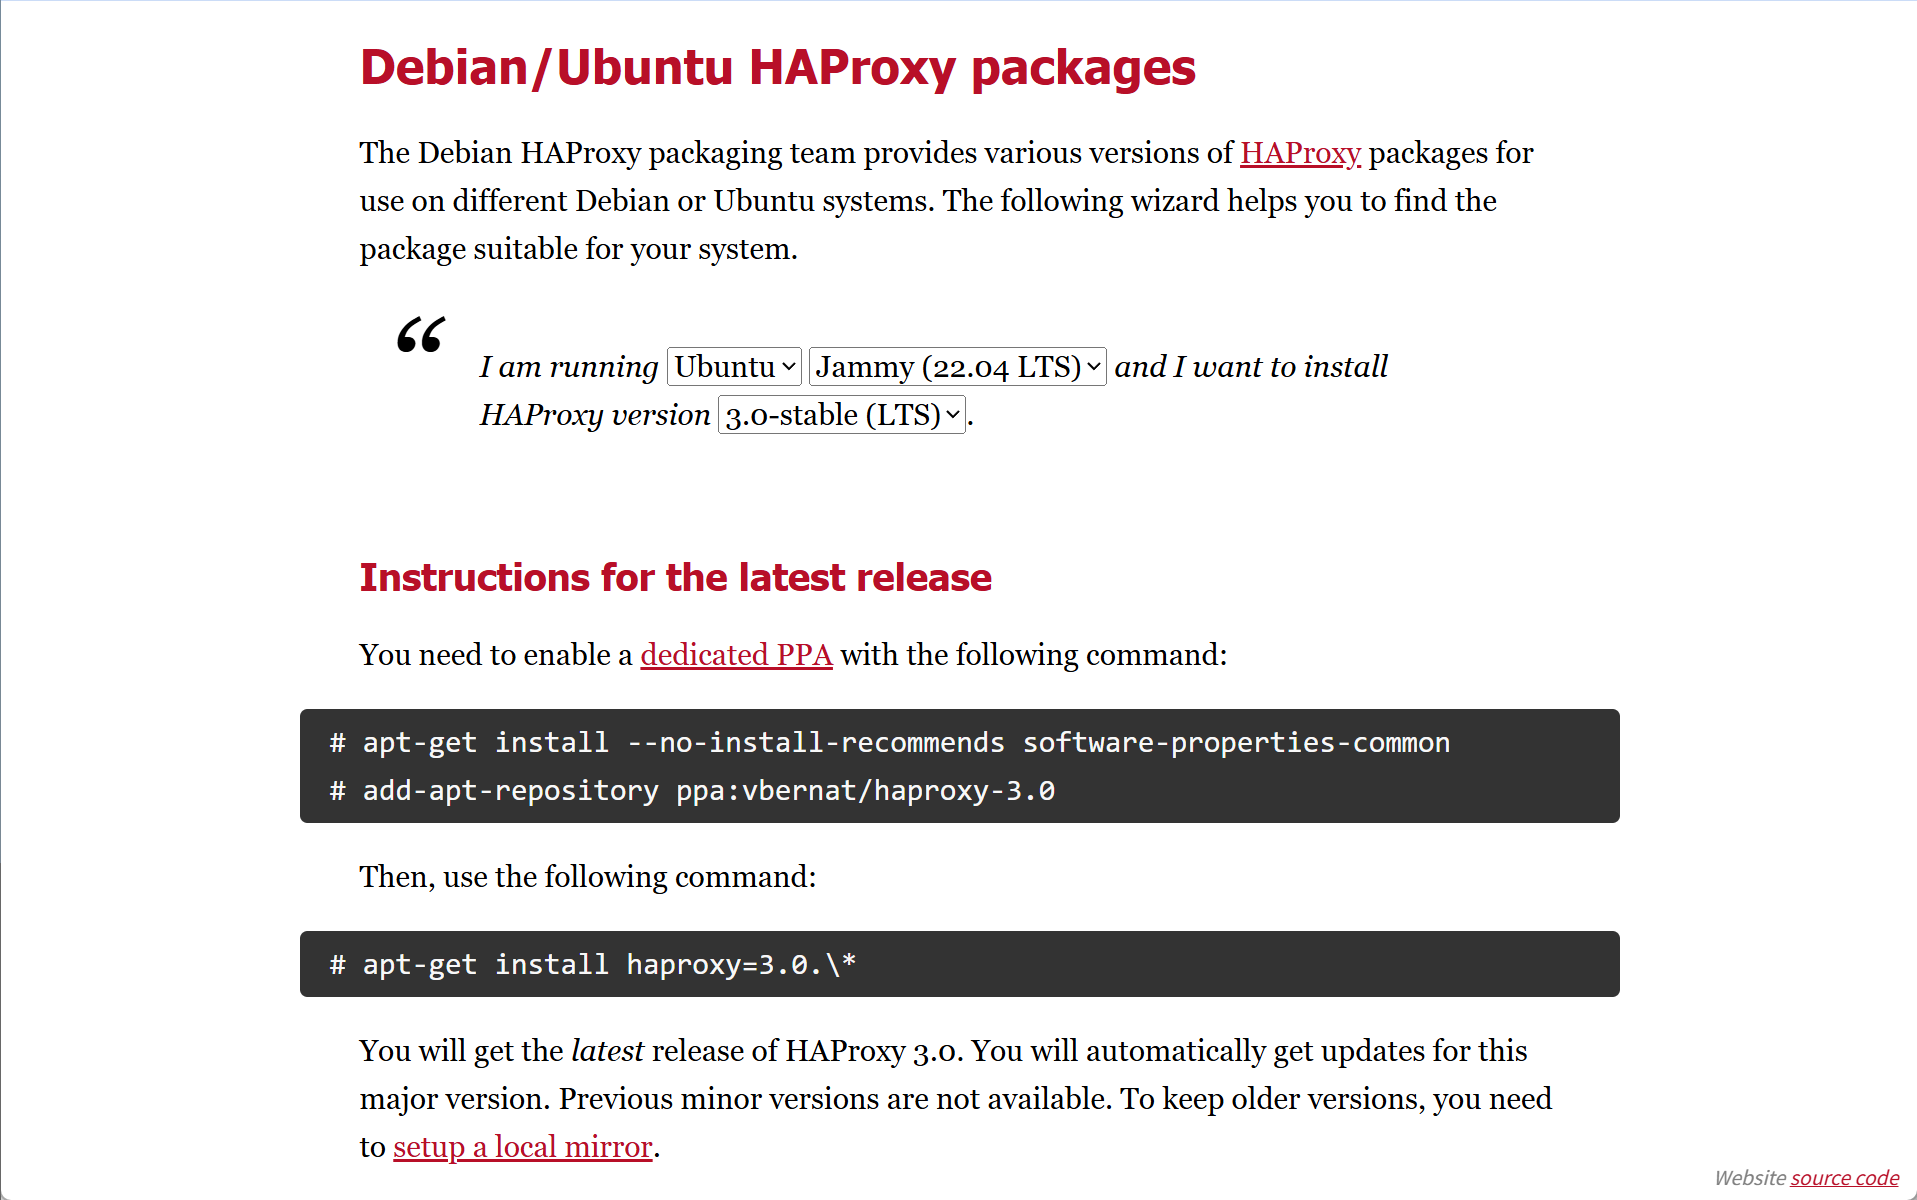 Debian/Ubuntu HAProxy packages
The Debian HAProxy packaging team provides various versions of HAProxy packages for
use on different Debian or Ubuntu systems. The following wizard helps you to find the
package suitable for your system.
“
I am running Ubuntu Jammy (22.04 LTS) and I want to install
HAProxy version 3.0-stable (LTS).
Instructions for the latest release
You need to enable a dedicated PPA with the following command:
# apt-get install --no-install-recommends software-properties-common
# add-apt-repository ppa:vbernat/haproxy-3.0
Then, use the following command:
# apt-get install haproxy=3.0.\*
You will get the latest release of HAProxy 3.0. You will automatically get updates for this
major version. Previous minor versions are not available. To keep older versions, you need
to setup a local mirror.
Website source code